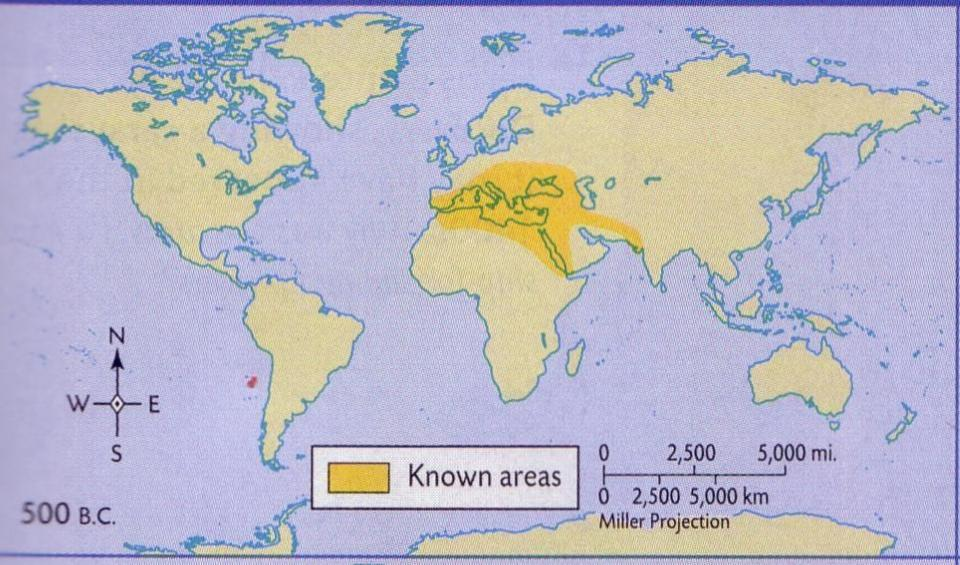 N
W E
S
Known areas
0 2,500 5,000 mi.
0 2,500 5,000 km
Miller Projection
500 B.C.